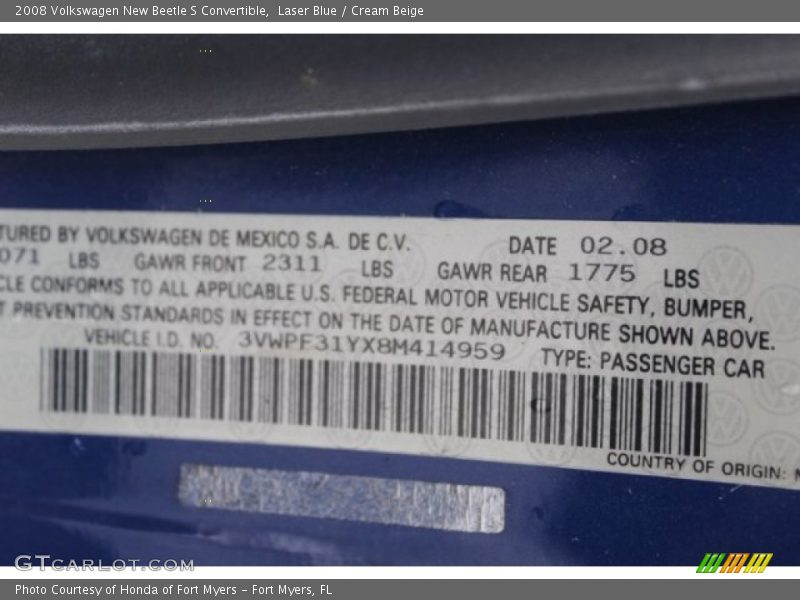 2008 Volkswagen New Beetle S Convertible,  Laser Blue / Cream Beige
TURED BY VOLKSWAGEN DE MEXICO S.A. DE C.V. DATE 02.08
071 LBS GAWR FRONT 2311 LBS GAWR REAR 1775 LBS
CLE CONFORMS TO ALL APPLICABLE U.S. FEDERAL MOTOR VEHICLE SAFETY, BUMPER,
T PREVENTION STANDARDS IN EFFECT ON THE DATE OF MANUFACTURE SHOWN ABOVE.
VEHICLE I.D. NO. 3VWPF31YX8M414959 TYPE: PASSENGER CAR
COUNTRY OF ORIGIN:
GTcarlot.com
Photo Courtesy of Honda of Fort Myers – Fort Myers, FL